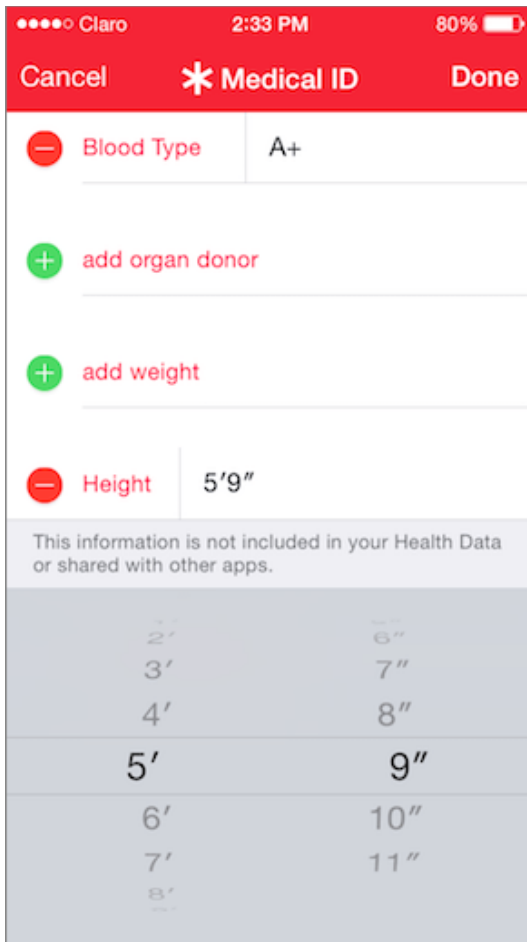 Claro 2:33 PM 80%
Cancel Medical ID Done
Blood Type A+
add organ donor
add weight
Height 5′9″
This information is not included in your Health Data
or shared with other apps.
2′ 6″
3′ 7″
4′ 8″
5′ 9″
6′ 10″
7′ 11″
8′